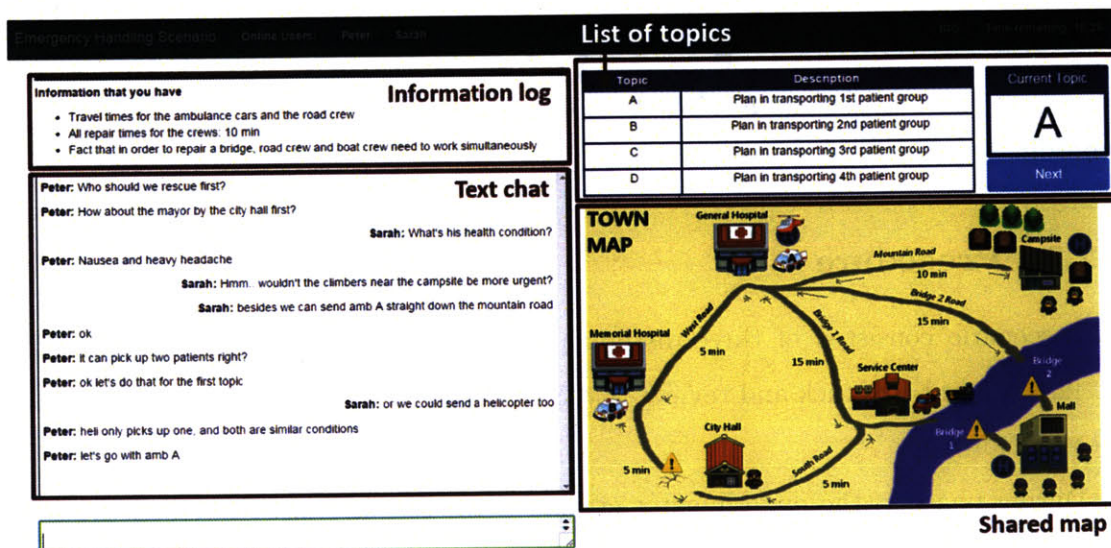 Emergency Handling Scenario Online Users: Peter Sarah
List of topics
Information log
Information that you have
Travel times for the ambulance cars and the road crew
All repair times for the crews: 10 min
Fact that in order to repair a bridge, road crew and boat crew need to work simultaneously
Text chat
Peter: Who should we rescue first?
Peter: How about the mayor by the city hall first?
Sarah: What's his health condition?
Peter: Nausea and heavy headache
Sarah: Hmm.. wouldn't the climbers near the campsite be more urgent?
Sarah: besides we can send amb A straight down the mountain road
Peter: ok
Peter: It can pick up two patients right?
Peter: ok let's do that for the first topic
Sarah: or we could send a helicopter too
Peter: heli only picks up one, and both are similar conditions
Peter: let's go with amb A
Topic Description
A Plan in transporting 1st patient group
B Plan in transporting 2nd patient group
C Plan in transporting 3rd patient group
D Plan in transporting 4th patient group
Current Topic
A
Next
TOWN
MAP
General Hospital
Mountain Road
10 min
Campsite
Bridge 2 Road
15 min
West Road
5 min
Bridge 1 Road
15 min
Memorial Hospital
Service Center
Bridge
2
Mall
Bridge
1
City Hall
5 min
South Road
5 min
Shared map